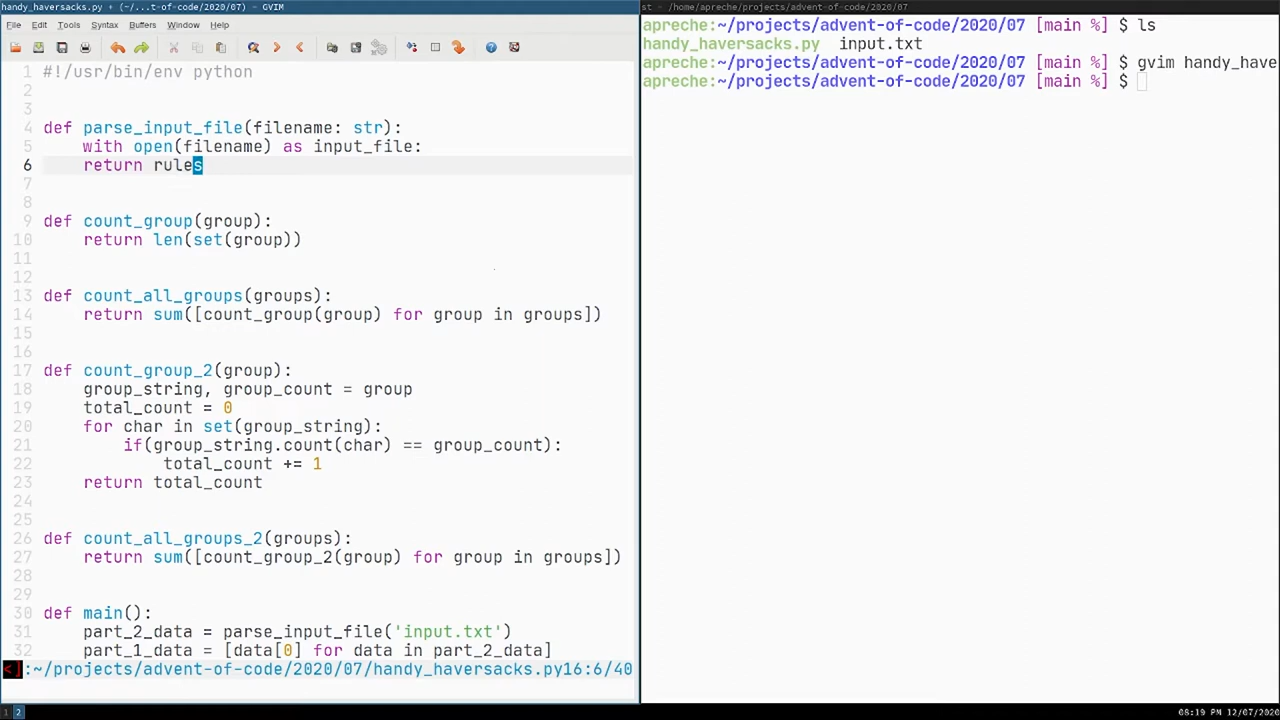 handy_haversacks.py + (~/...t-of-code/2020/07) - GVIM
File Edit Tools Syntax Buffers Window Help
1 #!/usr/bin/env python
2
3
4 def parse_input_file(filename: str):
5 with open(filename) as input_file:
6 return rules
7
8
9 def count_group(group):
10 return len(set(group))
11
12
13 def count_all_groups(groups):
14 return sum([count_group(group) for group in groups])
15
16
17 def count_group_2(group):
18 group_string, group_count = group
19 total_count = 0
20 for char in set(group_string):
21 if(group_string.count(char) == group_count):
22 total_count += 1
23 return total_count
24
25
26 def count_all_groups_2(groups):
27 return sum([count_group_2(group) for group in groups])
28
29
30 def main():
31 part_2_data = parse_input_file('input.txt')
32 part_1_data = [data[0] for data in part_2_data]
<]:~/projects/advent-of-code/2020/07/handy_haversacks.py16:6/40
st - /home/apreche/projects/advent-of-code/2020/07
apreche:~/projects/advent-of-code/2020/07 [main %] $ ls
handy_haversacks.py input.txt
apreche:~/projects/advent-of-code/2020/07 [main %] $ gvim handy_have
apreche:~/projects/advent-of-code/2020/07 [main %] $
1 2
08:19 PM 12/07/2020